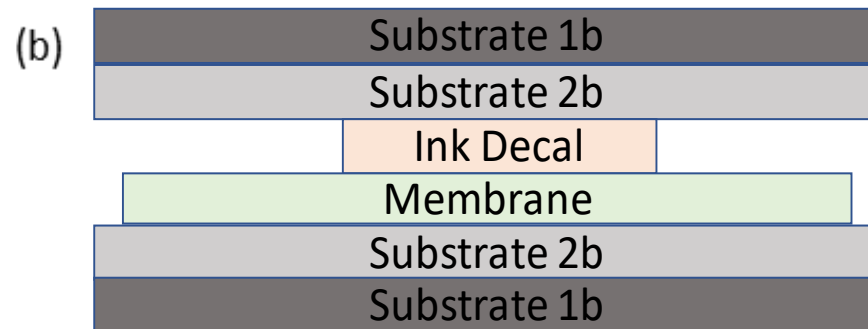 (b)
Substrate 1b
Substrate 2b
Ink Decal
Membrane
Substrate 2b
Substrate 1b